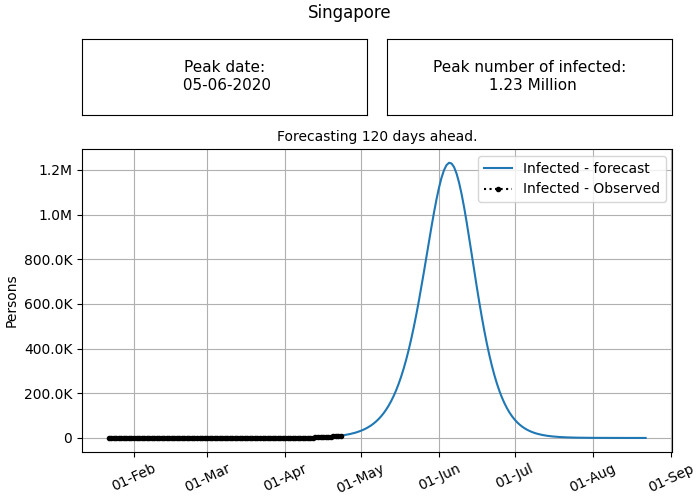 Singapore
Peak date:
05-06-2020
Peak number of infected:
1.23 Million
Forecasting 120 days ahead.
Infected - forecast
Infected - Observed
Persons
1.2M
1.0M
800.0K
600.0K
400.0K
200.0K
0
01-Feb
01-Mar
01-Apr
01-May
01-Jun
01-Jul
01-Aug
01-Sep